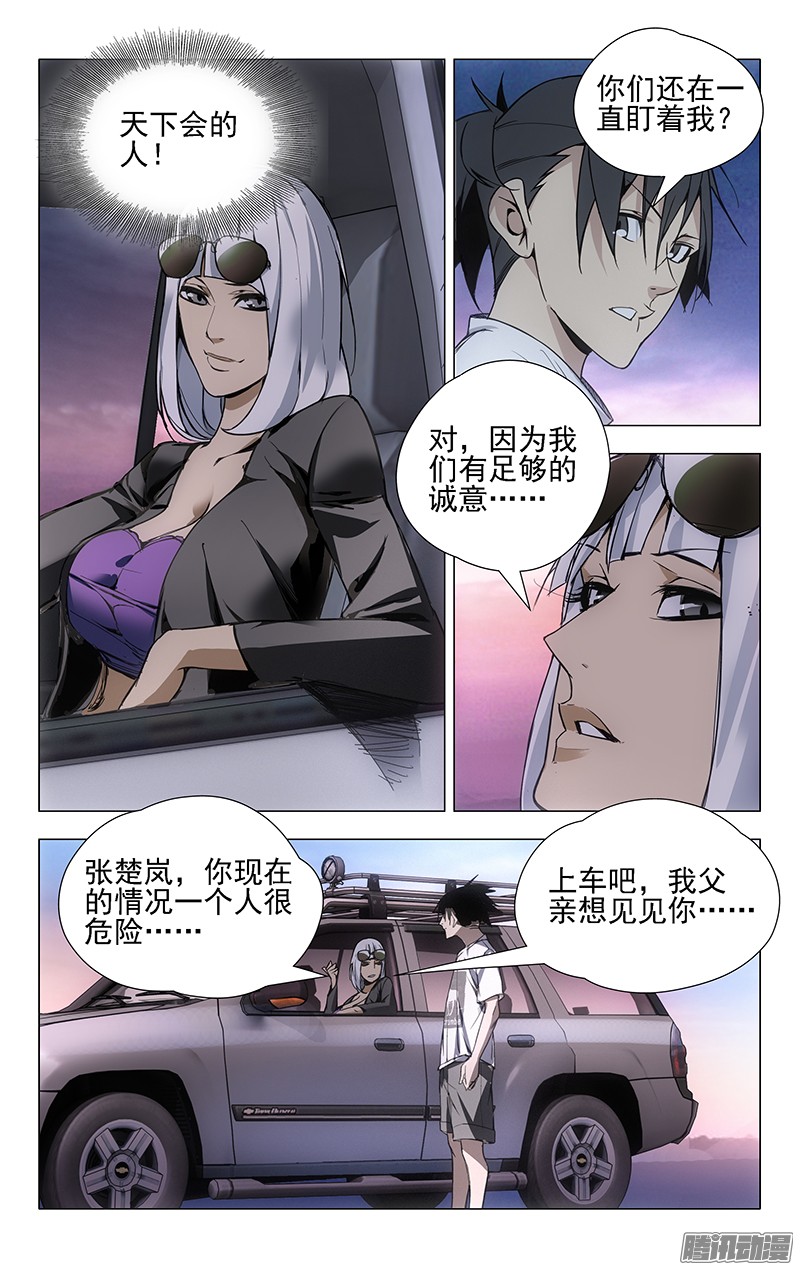 天下会的
人！
你们还在一
直盯着我？
对，因为我
们有足够的
诚意……
张楚岚，你现在
的情况一个人很
危险……
上车吧，我父
亲想见见你……
腾讯动漫